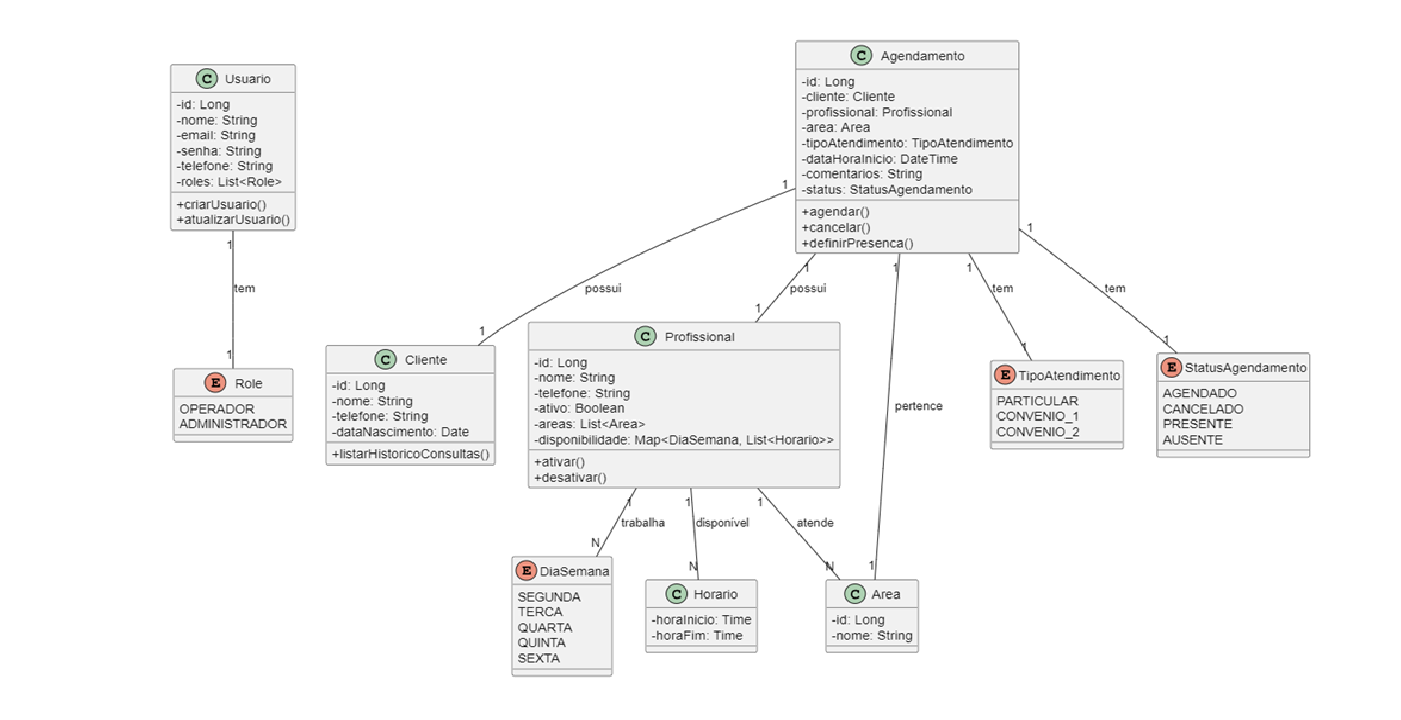 C Usuario
-id: Long
-nome: String
-email: String
-senha: String
-telefone: String
-roles: List<Role>
+criarUsuario()
+atualizarUsuario()
1
tem
1
E Role
OPERADOR
ADMINISTRADOR
C Agendamento
-id: Long
-cliente: Cliente
-profissional: Profissional
-area: Area
-tipoAtendimento: TipoAtendimento
-dataHoraInicio: DateTime
-comentarios: String
-status: StatusAgendamento
+agendar()
+cancelar()
+definirPresenca()
1
possui
1
1
possui
1
1
pertence
1
1
tem
1
1
tem
1
C Cliente
-id: Long
-nome: String
-telefone: String
-dataNascimento: Date
+listarHistoricoConsultas()
C Profissional
-id: Long
-nome: String
-telefone: String
-ativo: Boolean
-areas: List<Area>
-disponibilidade: Map<DiaSemana, List<Horario>>
+ativar()
+desativar()
E TipoAtendimento
PARTICULAR
CONVENIO_1
CONVENIO_2
E StatusAgendamento
AGENDADO
CANCELADO
PRESENTE
AUSENTE
1
trabalha
N
1
disponível
N
1
atende
N
E DiaSemana
SEGUNDA
TERCA
QUARTA
QUINTA
SEXTA
C Horario
-horaInicio: Time
-horaFim: Time
C Area
-id: Long
-nome: String